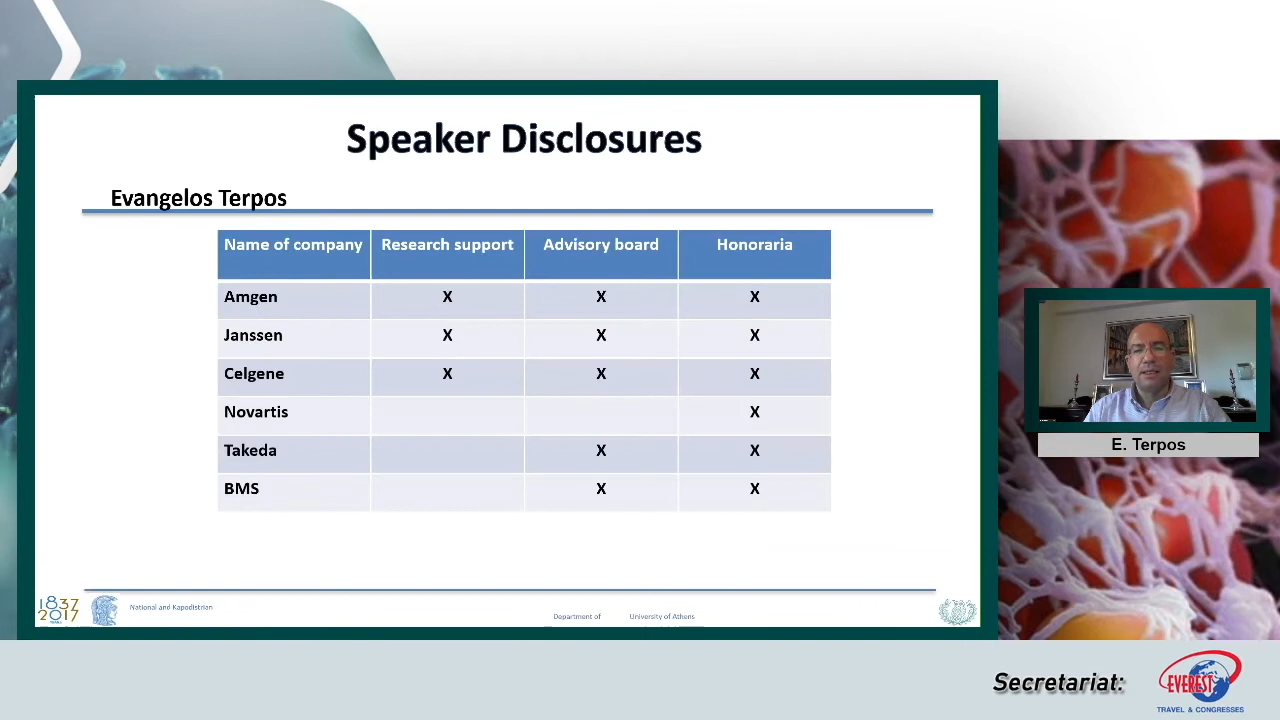 Speaker Disclosures
Evangelos Terpos
Name of company Research support Advisory board Honoraria
Amgen X X X
Janssen X X X
Celgene X X X
Novartis X
Takeda X X
BMS X X
1837
2017
National and Kapodistrian
Department of University of Athens
E. Terpos
Secretariat:
EVEREST
TRAVEL & CONGRESSES